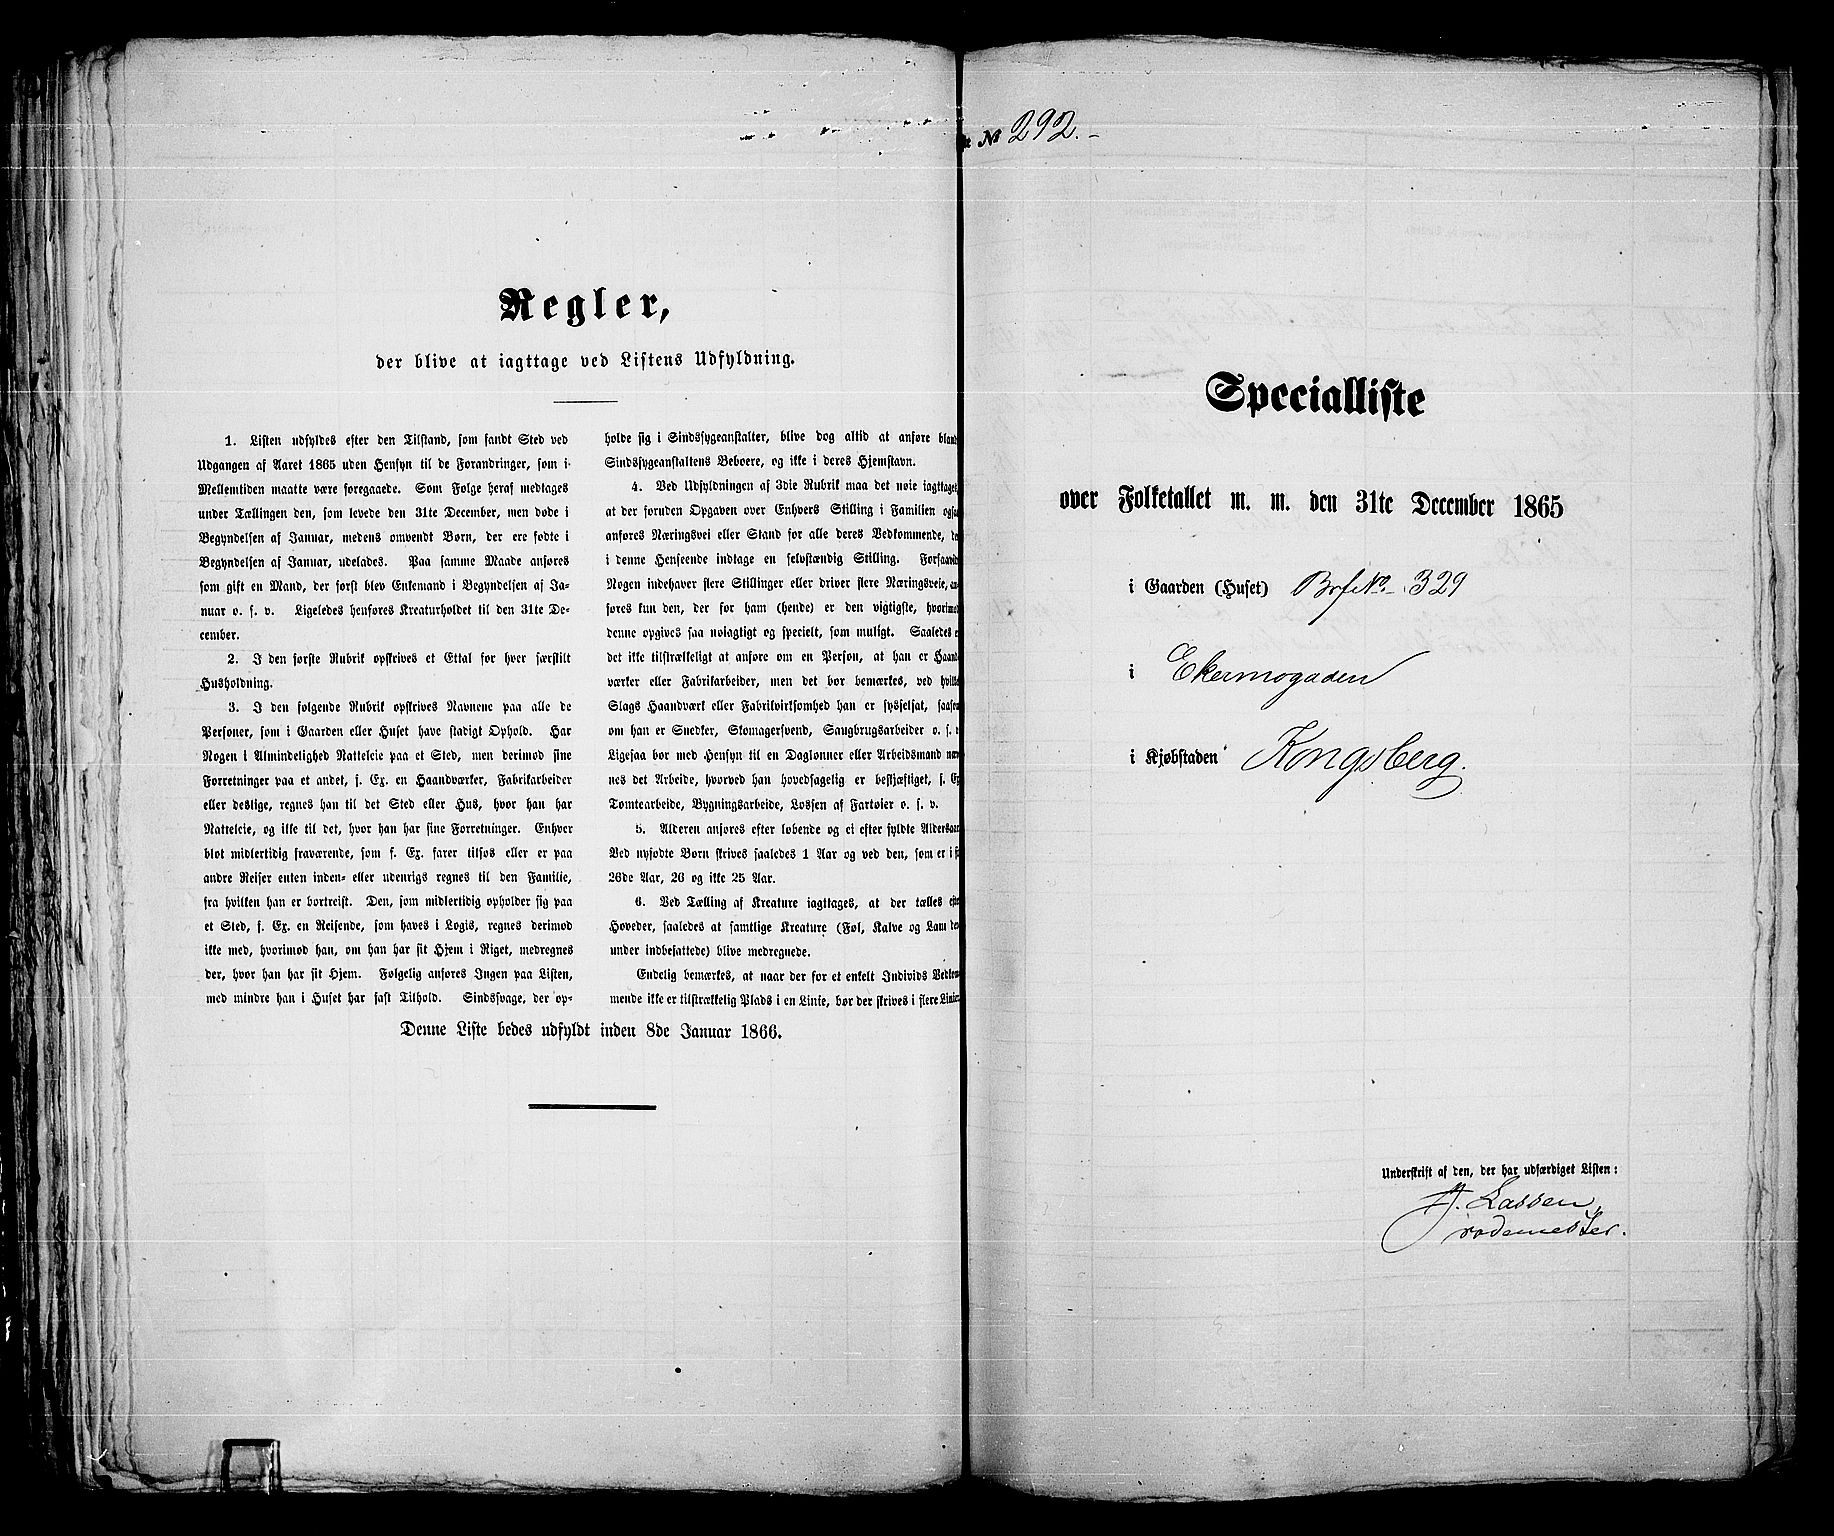 Regler,
der blive at iagttage ved Listens Udfyldning.
1. Listen udfyldes efter den Tilstand, som fandt Sted ved
Udgangen af Aaret 1865 uden Hensyn til de Forandringer, som i
Mellemtiden maatte være foregaaede. Som Følge heraf medtages
under Tællingen den, som levede den 31te December, men døde i
Begyndelsen af Januar, medens omvendt Børn, der ere fødte i
Begyndelsen af Januar, udelades. Paa samme Maade anføres
som gift en Mand, der først blev Enkemand i Begyndelsen af Ja-
nuar o. s. v. Ligeledes henføres Kreaturholdet til den 31te De-
cember.
2. I den første Rubrik opskrives et Ettal for hver særskilt
Husholdning.
3. I den følgende Rubrik opskrives Navnene paa alle de
Personer, som i Gaarden eller Huset have stadigt Ophold. Har
Nogen i Almindelighed Natteleie paa et Sted, men derimod sine
Forretninger paa et andet, f. Ex. en Haandværker, Fabrikarbeider
eller deslige, regnes han til det Sted eller Hus, hvor han har
Natteleie, og ikke til det, hvor han har sine Forretninger. Enhver
blot midlertidig fraværende, som f. Ex. farer tilsøs eller er paa
andre Reiser enten inden- eller udenrigs regnes til den Familie,
fra hvilken han er bortreist. Den, som midlertidig opholder sig paa
et Sted, f. Ex. en Reisende, som haves i Logis, regnes derimod
ikke med, hvorimod han, om han har sit Hjem i Riget, medregnes
der, hvor han har sit Hjem. Følgelig anføres Ingen paa Listen,
med mindre han i Huset har fast Tilhold. Sindssvage, der op-
holde sig i Sindssygeanstalter, blive dog altid at anføre bland
Sindssygeanstaltens Beboere, og ikke i deres Hjemstavn.
4. Ved Udfyldningen af 3die Rubrik maa det nøie iagttages,
at der foruden Opgaven over Enhvers Stilling i Familien ogsa
anføres Næringsvei eller Stand for alle deres Vedkommende, de
i denne Henseende indtage en selvstændig Stilling. Forsaavid
Nogen indehaver flere Stillinger eller driver flere Næringsveie, an-
føres kun den, der for ham (hende) er den vigtigste, hvorimod
denne opgives saa nøiagtigt og specielt, som muligt. Saaledes e
det ikke tilstrækkeligt at anføre om en Person, at han er Haand-
værker eller Fabrikarbeider, men det bør bemærkes, ved hvilke
Slags Haandværk eller Fabrikvirksomhed han er sysselsat, saaso
om han er Snedker, Skomagersvend, Saugbrugsarbeider o. s. v
Ligesaa bør med Hensyn til en Dagløner eller Arbeidsmand næv-
nes det Arbeide, hvorved han hovedsagelig er beskjæftiget, f. Ex
Tomtearbeide, Bygningsarbeide, Lossen af Fartøier o. s. v.
5. Alderen anføres efter løbende og ei efter fyldte Aldersaar
Ved nyfødte Børn skrives saaledes 1 Aar og ved den, som er i s
26de Aar, 26 og ikke 25 Aar.
6. Ved Tælling af Kreature iagttages, at der tælles efter
Hoveder, saaledes at samtlige Kreature (Føl, Kalve og Lam der-
under indbefattede) blive medregnede.
Endelig bemærkes, at naar der for et enkelt Individs Vedkom-
mende ikke er tilstrækkelig Plads i en Linie, bør der skrives i flere Linier.
Denne Liste bedes udfyldt inden 8de Januar 1866.
№ 292.
Specialliste
over Folketallet m. m. den 31te December 1865
i Gaarden (Huset) Brfe No 329
i Ekermogaden
i Kjøbstaden Kongsberg.
Underskrift af den, der har udfærdiget Listen:
A. Lassen,
rodemester.